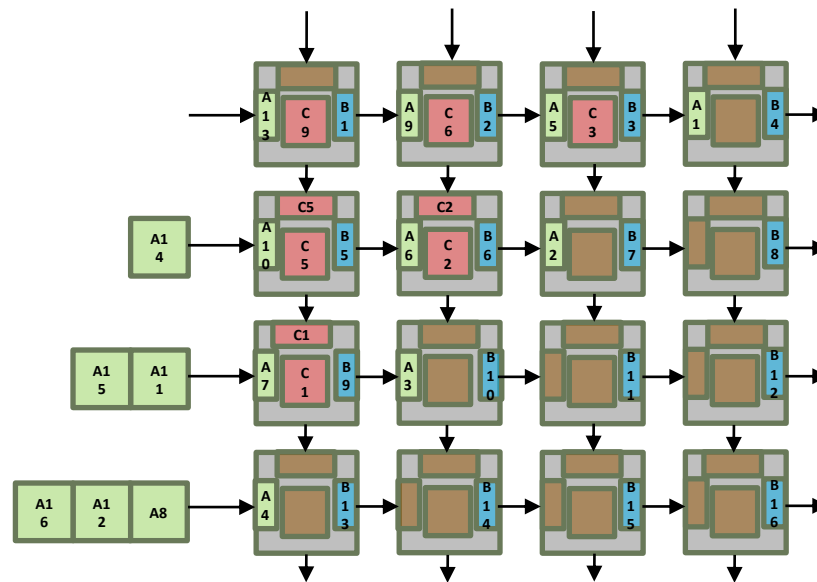 A13 C9 B1 A9 C6 B2 A5 C3 B3 A1 B4
C5 C2
A14 A10 C5 B5 A6 C2 B6 A2 B7 B8
C1
A15 A11 A7 C1 B9 A3 B10 B11 B12
A16 A12 A8 A4 B13 B14 B15 B16